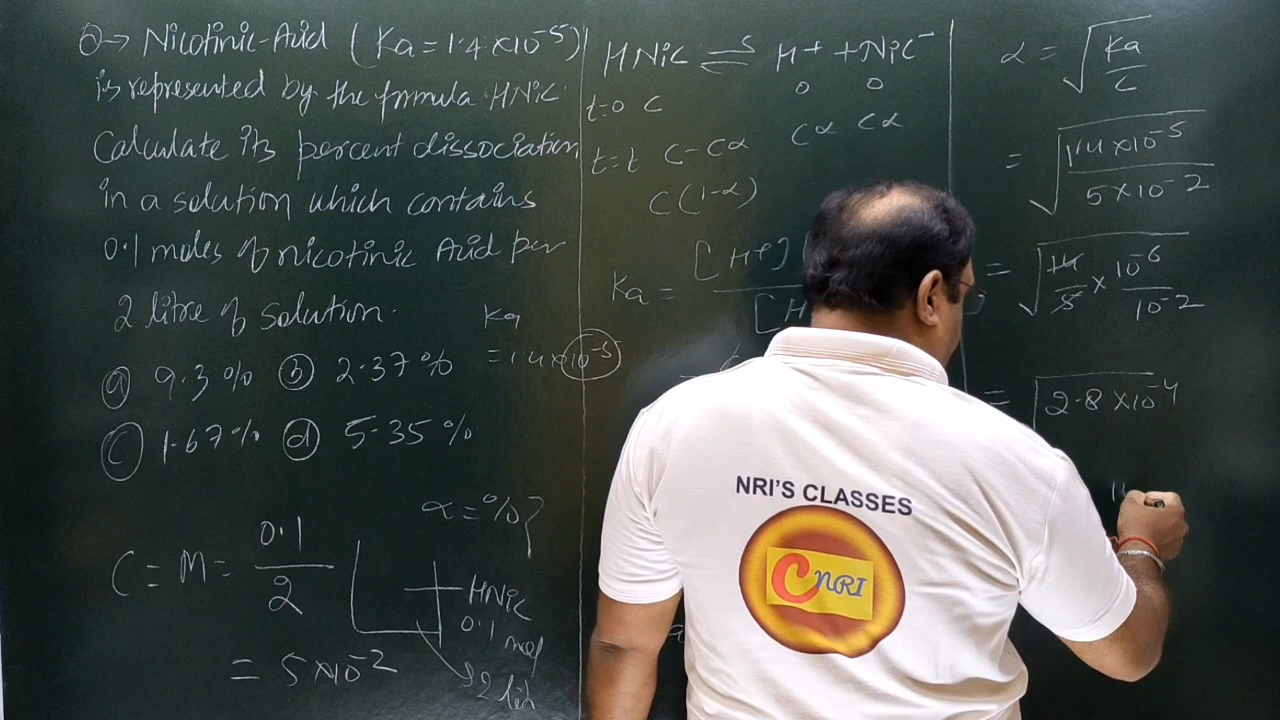 Q→ Nicotinic-Acid (Ka=1.4×10⁻⁵)
is represented by the formula HNiC.
Calculate its percent dissociation
in a solution which contains
0.1 moles of nicotinic Acid per
2 litre of solution.
Ka
=1.4×10⁻⁵
ⓐ 9.3% ⓑ 2.37%
ⓒ 1.67% ⓓ 5.35%
α=%}
C = M = 0.1/2
HNiC
0.1 mol
= 5×10⁻²
HNiC ⇌ H⁺ + NiC⁻
t=0 C 0 0
t=t C-Cα Cα Cα
C(1-α)
Ka = [H⁺]
α = √Ka/C
= √1.4×10⁻⁵/5×10⁻²
= √14/5 × 10⁻⁶/10⁻²
= √2.8×10⁻⁴
NRI'S CLASSES
CNRI